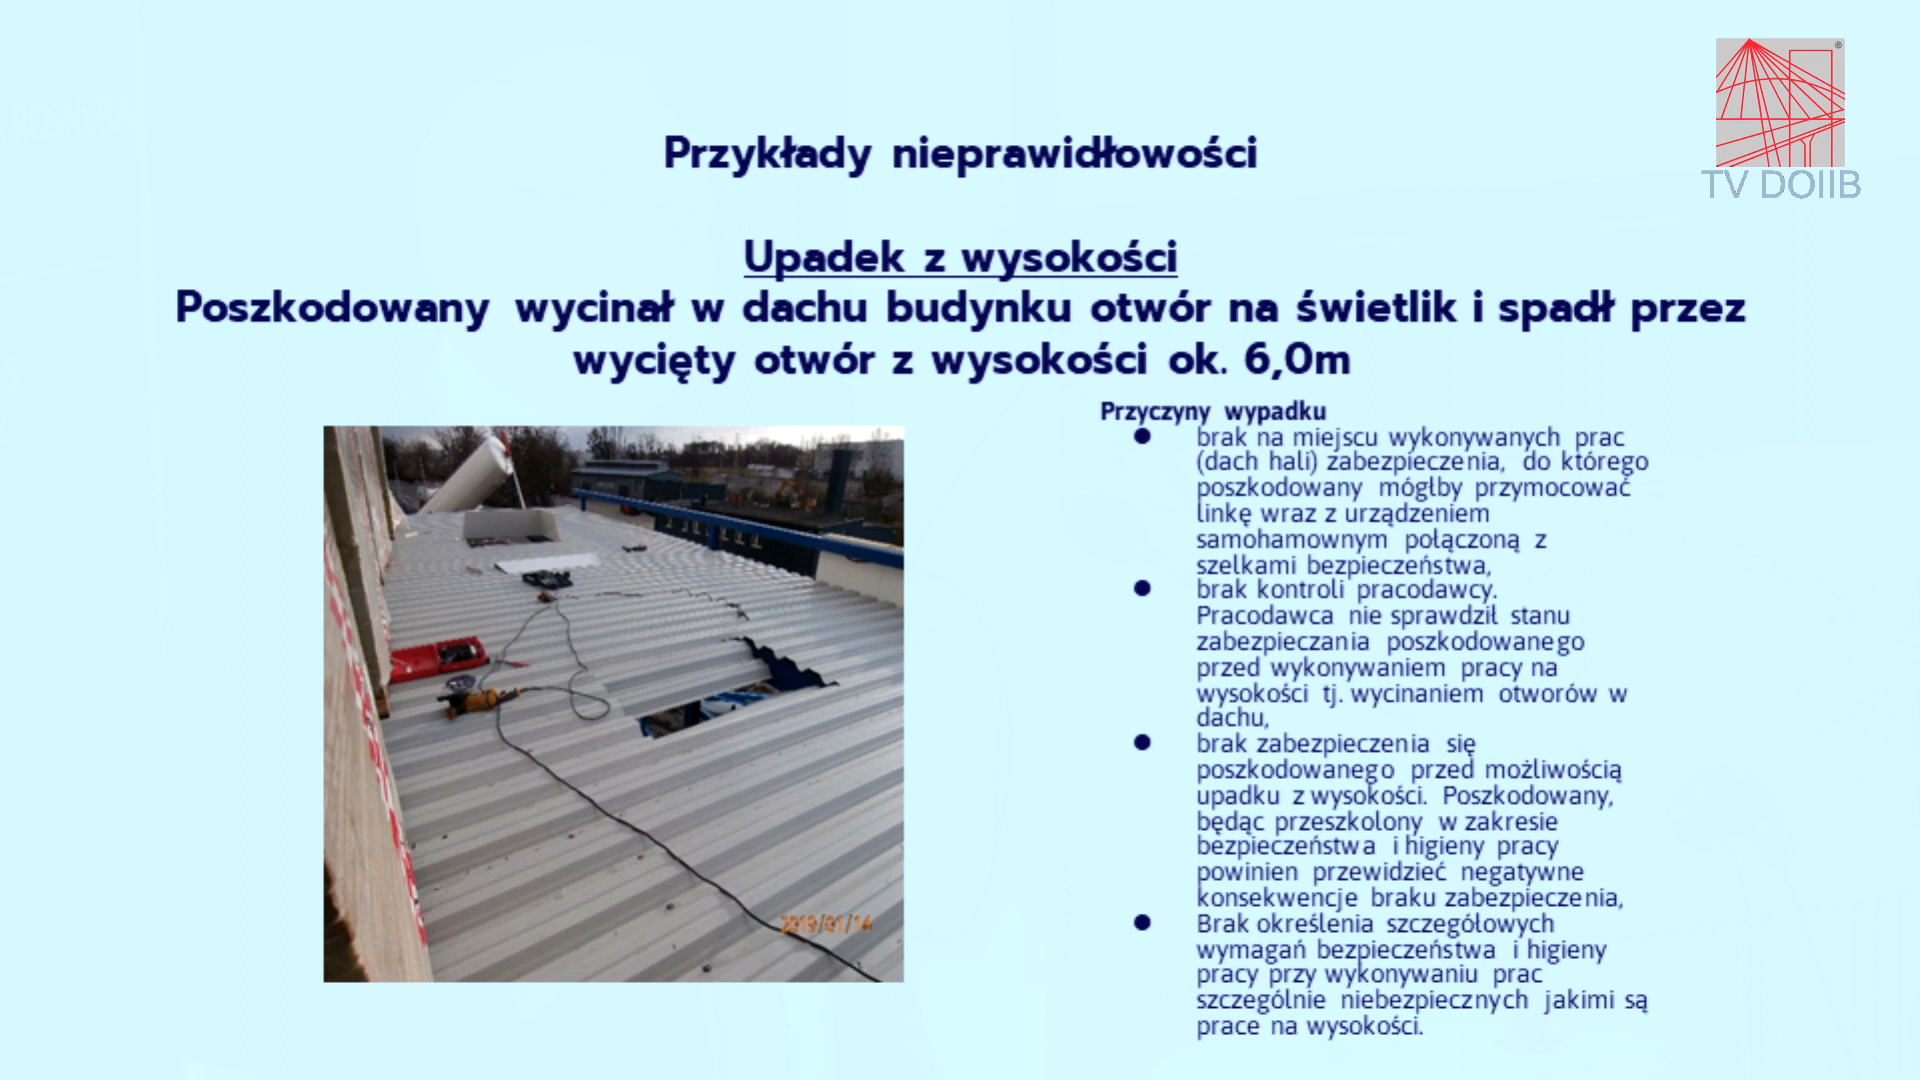 TV DOIIB
Przykłady nieprawidłowości
Upadek z wysokości
Poszkodowany wycinał w dachu budynku otwór na świetlik i spadł przez
wycięty otwór z wysokości ok. 6,0m
Przyczyny wypadku
● brak na miejscu wykonywanych prac
(dach hali) zabezpieczenia, do którego
poszkodowany mógłby przymocować
linkę wraz z urządzeniem
samohamownym połączoną z
szelkami bezpieczeństwa,
● brak kontroli pracodawcy.
Pracodawca nie sprawdził stanu
zabezpieczania poszkodowanego
przed wykonywaniem pracy na
wysokości tj. wycinaniem otworów w
dachu,
● brak zabezpieczenia się
poszkodowanego przed możliwością
upadku z wysokości. Poszkodowany,
będąc przeszkolony w zakresie
bezpieczeństwa i higieny pracy
powinien przewidzieć negatywne
konsekwencje braku zabezpieczenia,
● Brak określenia szczegółowych
wymagań bezpieczeństwa i higieny
pracy przy wykonywaniu prac
szczególnie niebezpiecznych jakimi są
prace na wysokości.
2019/01/14